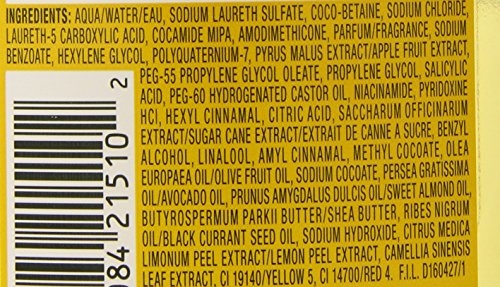 INGREDIENTS: AQUA/WATER/EAU, SODIUM LAURETH SULFATE, COCO-BETAINE, SODIUM CHLORIDE,
LAURETH-5 CARBOXYLIC ACID, COCAMIDE MIPA, AMODIMETHICONE, PARFUM/FRAGRANCE, SODIUM
BENZOATE, HEXYLENE GLYCOL, POLYQUATERNIUM-7, PYRUS MALUS EXTRACT/APPLE FRUIT EXTRACT,
PEG-55 PROPYLENE GLYCOL OLEATE, PROPYLENE GLYCOL, SALICYLIC
ACID, PEG-60 HYDROGENATED CASTOR OIL, NIACINAMIDE, PYRIDOXINE
HCI, HEXYL CINNAMAL, CITRIC ACID, SACCHARUM OFFICINARUM
EXTRACT/SUGAR CANE EXTRACT/EXTRAIT DE CANNE A SUCRE, BENZYL
ALCOHOL, LINALOOL, AMYL CINNAMAL, METHYL COCOATE, OLEA
EUROPAEA OIL/OLIVE FRUIT OIL, SODIUM COCOATE, PERSEA GRATISSIMA
OIL/AVOCADO OIL, PRUNUS AMYGDALUS DULCIS OIL/SWEET ALMOND OIL,
BUTYROSPERMUM PARKII BUTTER/SHEA BUTTER, RIBES NIGRUM
OIL/BLACK CURRANT SEED OIL, SODIUM HYDROXIDE, CITRUS MEDICA
LIMONUM PEEL EXTRACT/LEMON PEEL EXTRACT, CAMELLIA SINENSIS
LEAF EXTRACT, CI 19140/YELLOW 5, CI 14700/RED 4. F.I.L. D160427/1
084 21510 2